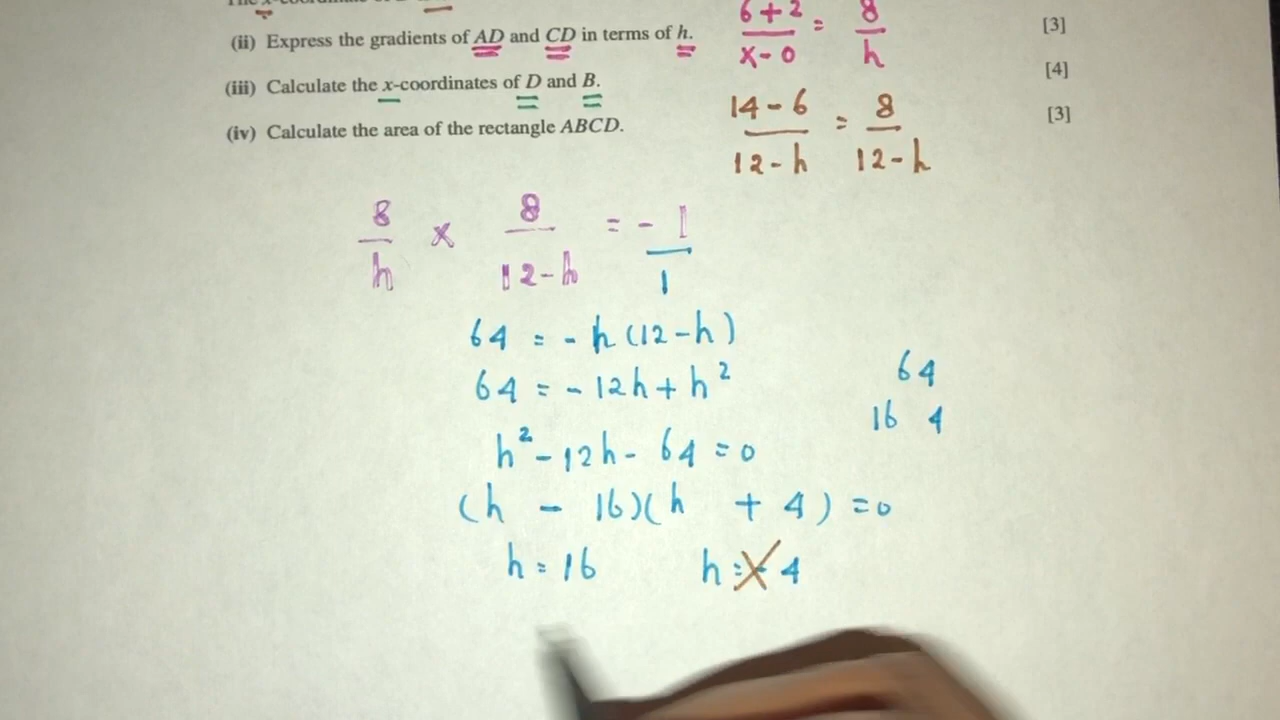 (ii) Express the gradients of AD and CD in terms of h. [3]
(iii) Calculate the x-coordinates of D and B. [4]
(iv) Calculate the area of the rectangle ABCD. [3]
6+2/x-0 = 8/h
14-6/12-h = 8/12-h
8/h x 8/12-h = -1/1
64 = -h(12-h)
64 = -12h+h²
h²-12h-64=0
(h - 16)(h + 4)=0
h=16 h=-4
64
16 4